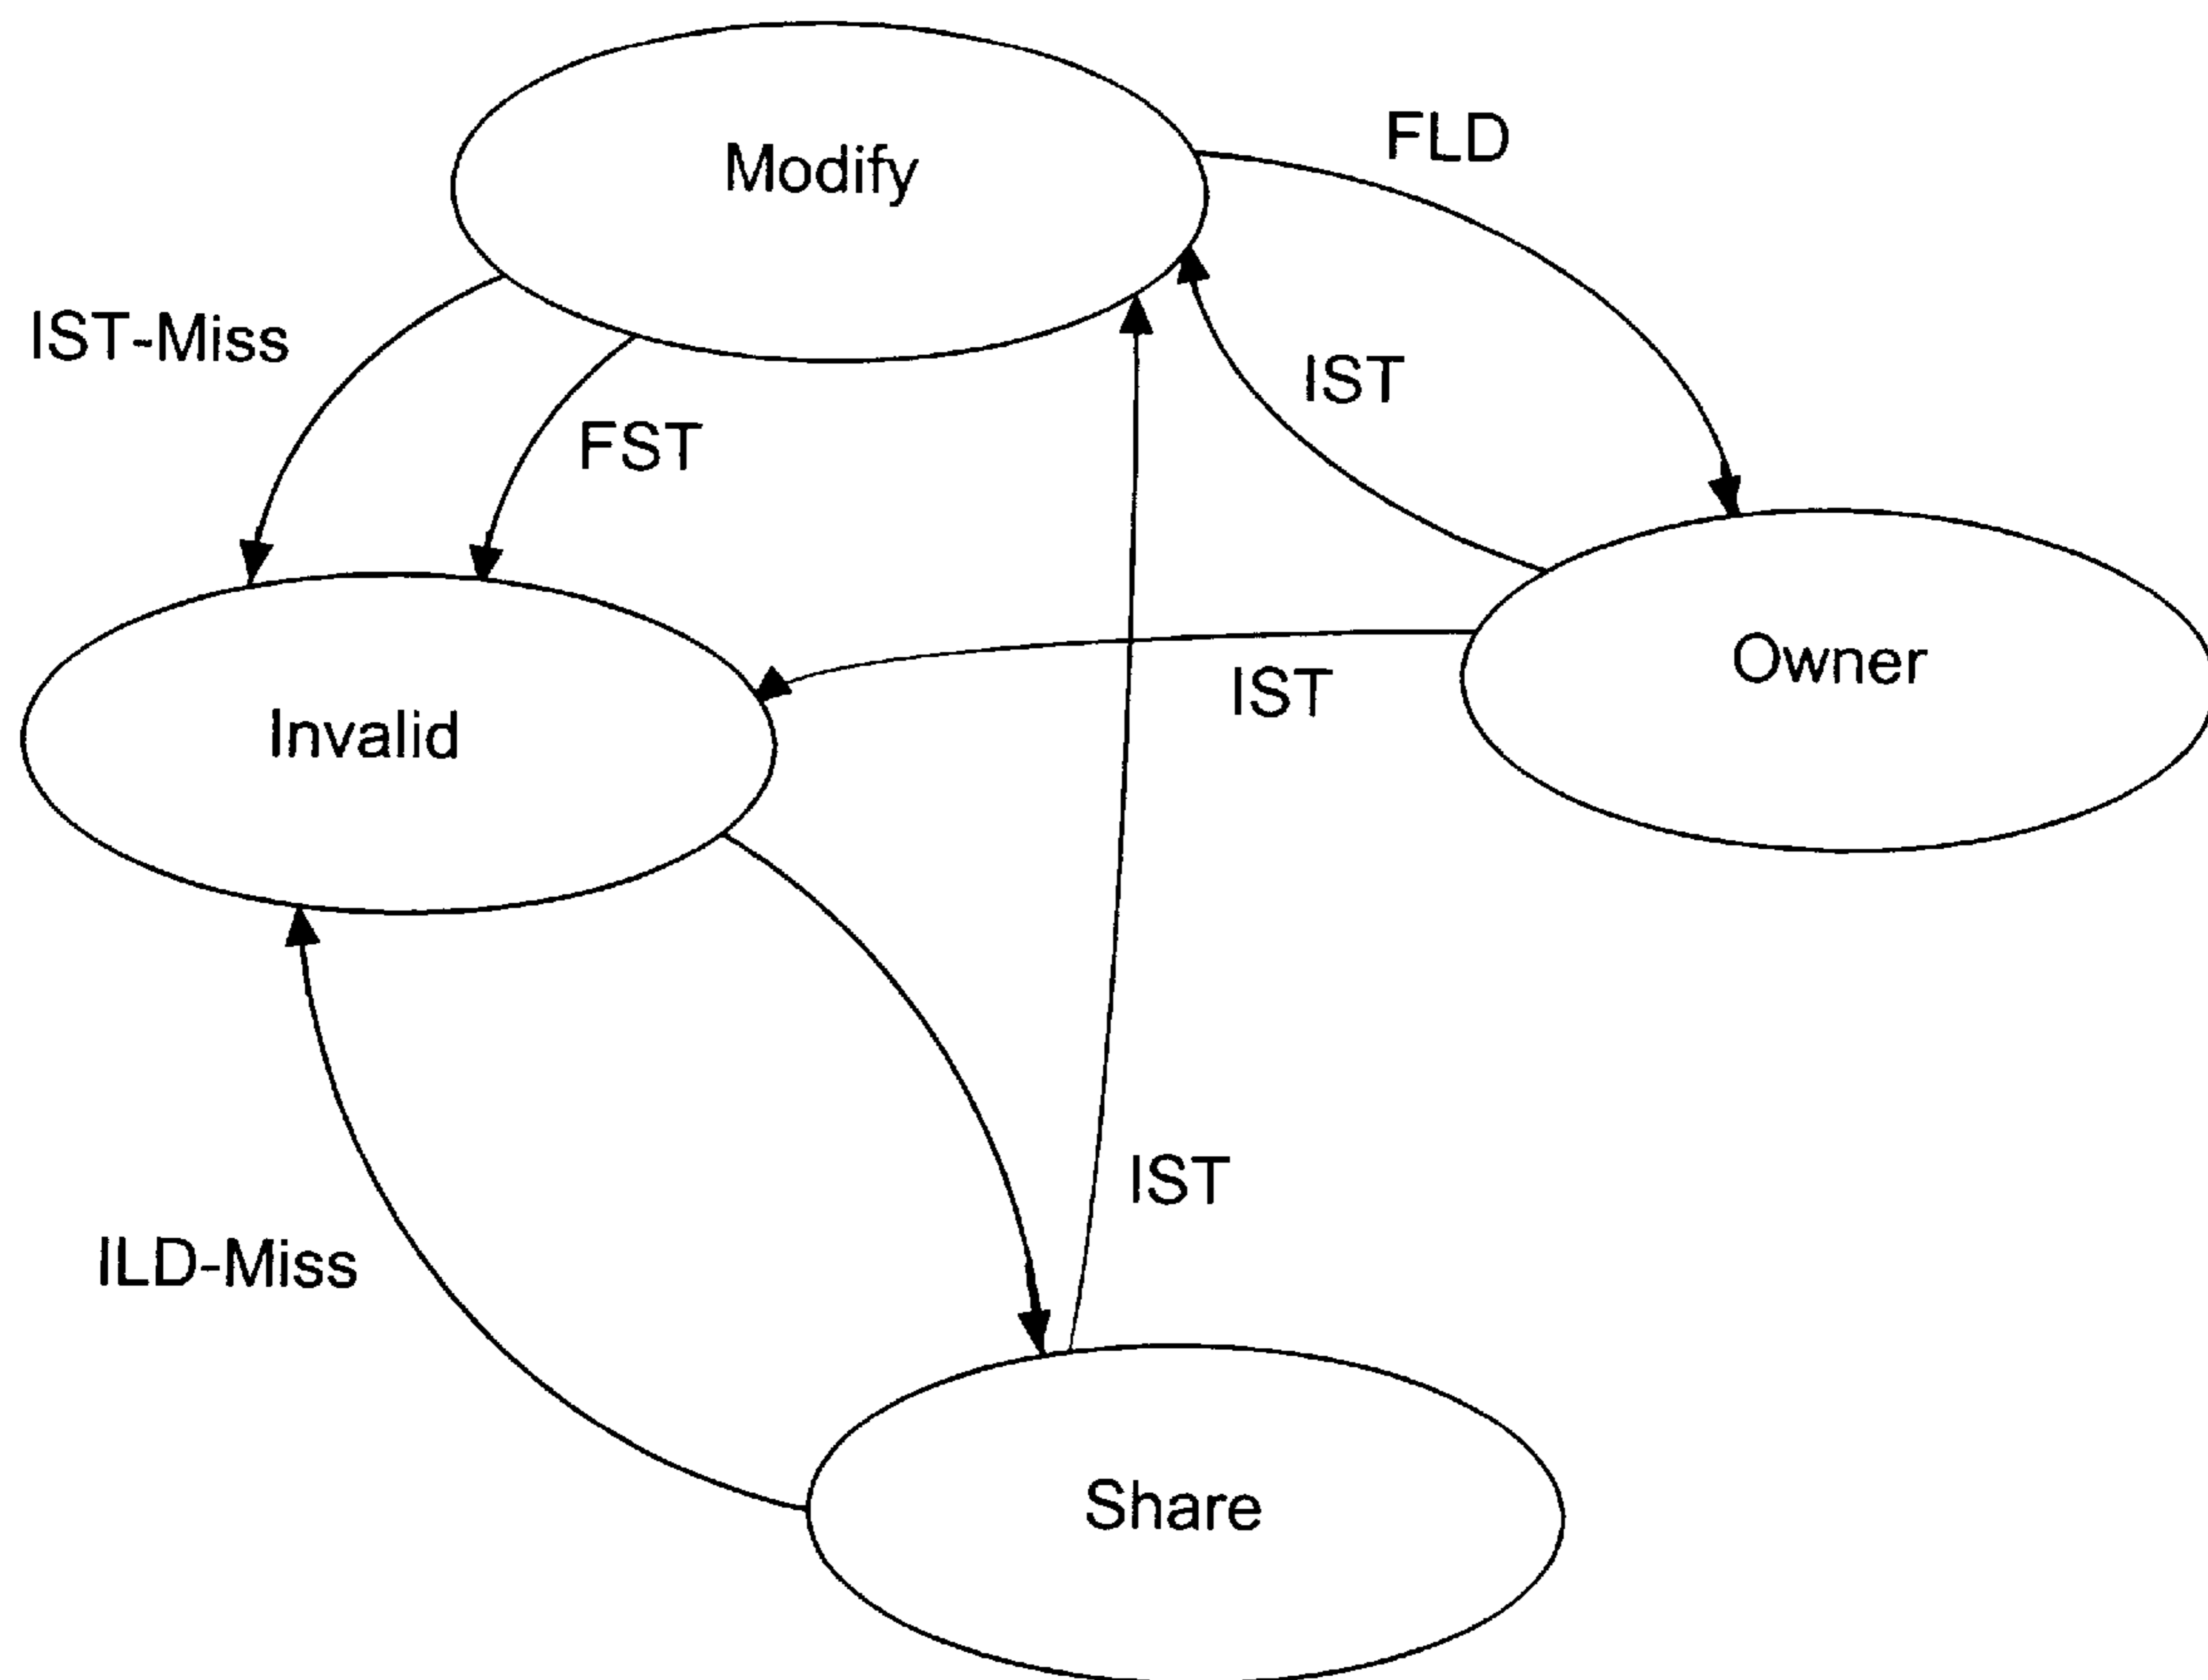 Modify
FLD
IST-Miss
IST
FST
Owner
IST
Invalid
IST
ILD-Miss
Share